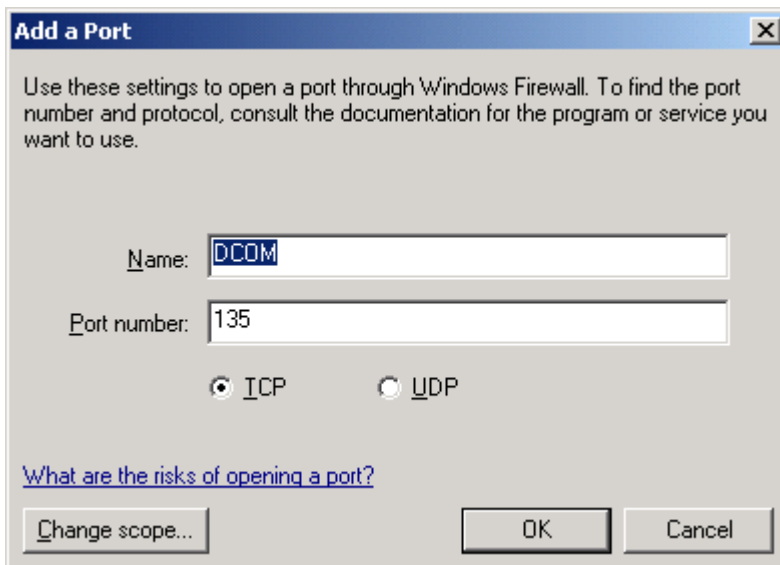 Add a Port
Use these settings to open a port through Windows Firewall. To find the port
number and protocol, consult the documentation for the program or service you
want to use.
Name: DCOM
Port number: 135
TCP UDP
What are the risks of opening a port?
Change scope... OK Cancel